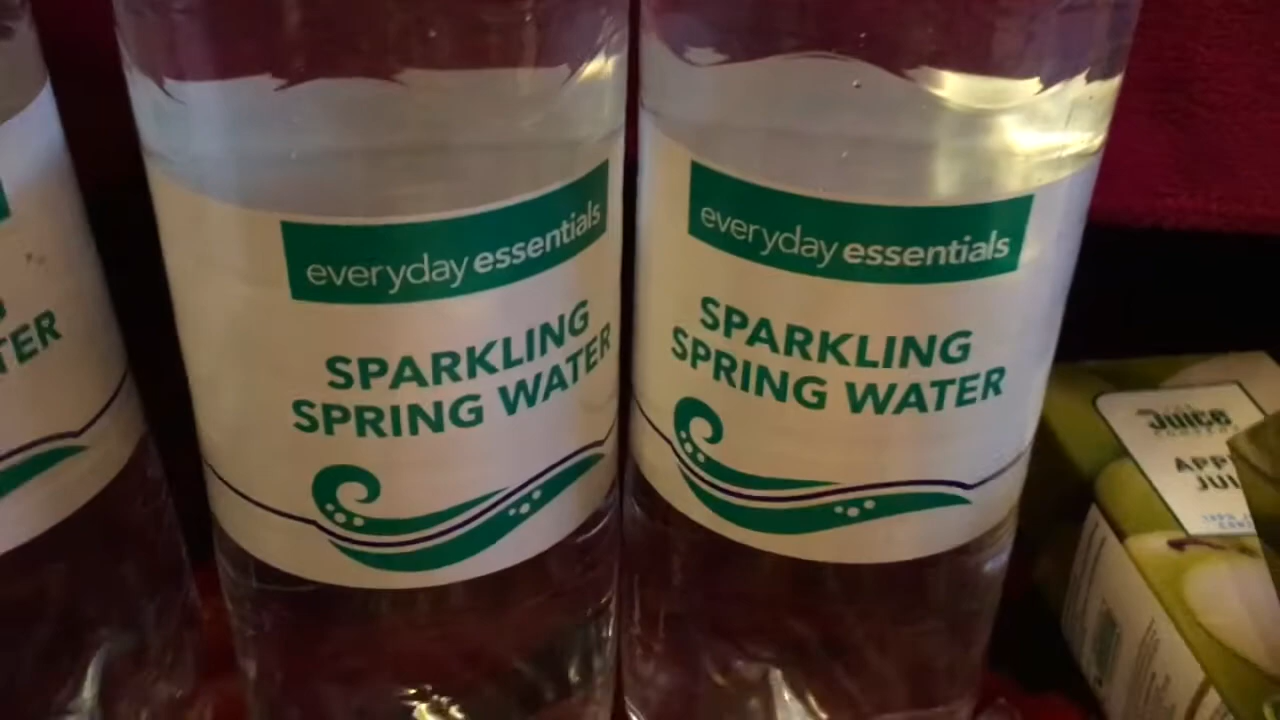 TER
everyday essentials
SPARKLING
SPRING WATER
everyday essentials
SPARKLING
SPRING WATER
Juice
APP
JUI